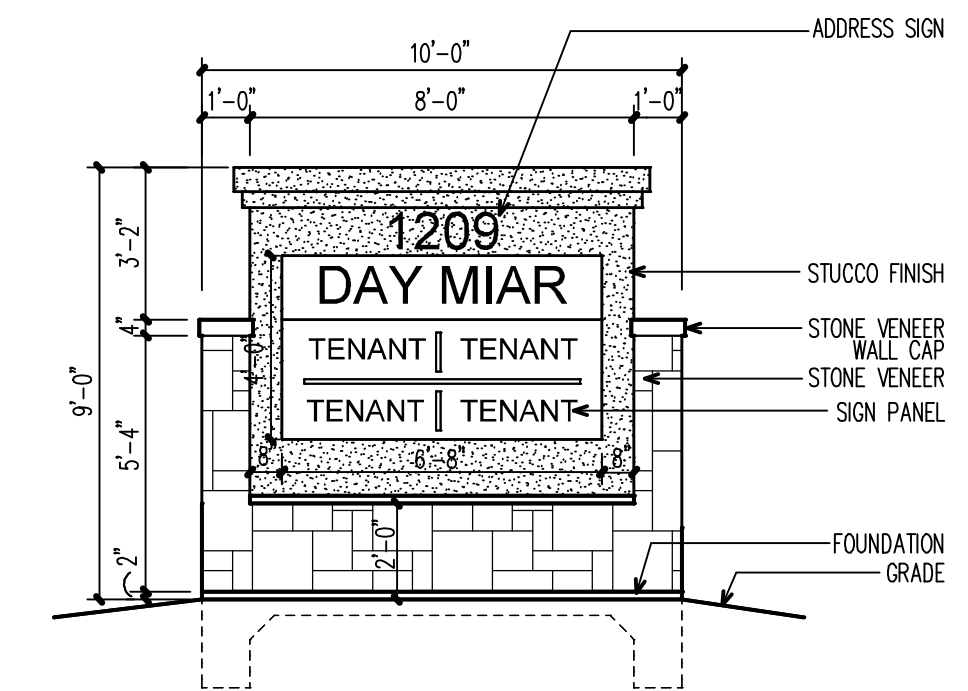 ADDRESS SIGN
10'-0"
1'-0" 8'-0" 1'-0"
1209
DAY MIAR
TENANT TENANT
TENANT TENANT
3'-2"
4"
9'-0"
5'-4"
2"
4'-0"
8" 6'-8" 8"
2'-0"
STUCCO FINISH
STONE VENEER
WALL CAP
STONE VENEER
SIGN PANEL
FOUNDATION
GRADE